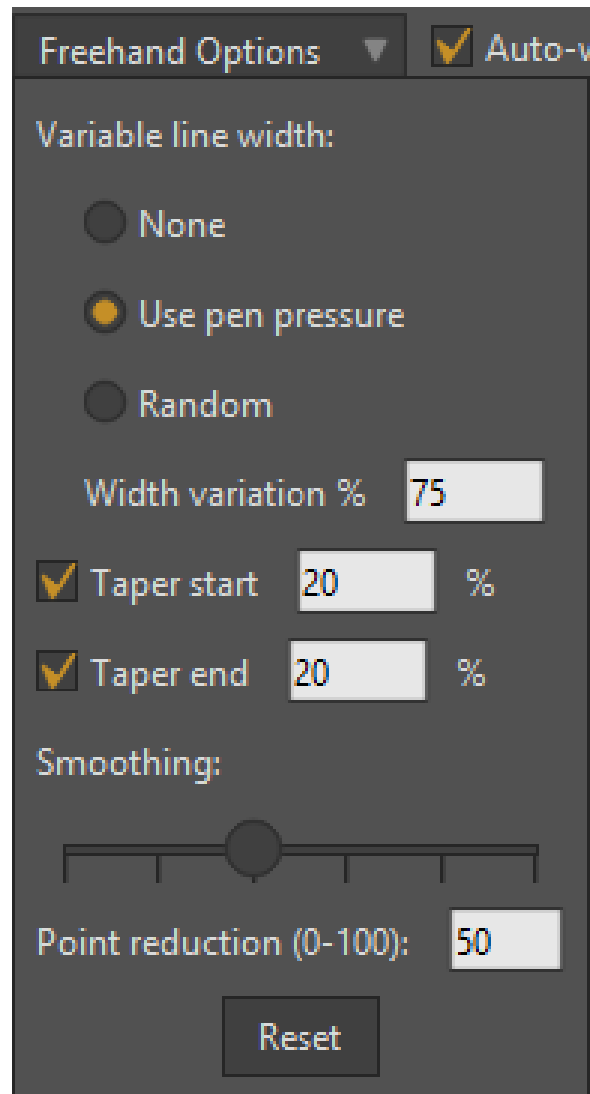 Freehand Options Auto-
Variable line width:
None
Use pen pressure
Random
Width variation % 75
Taper start 20 %
Taper end 20 %
Smoothing:
Point reduction (0-100): 50
Reset